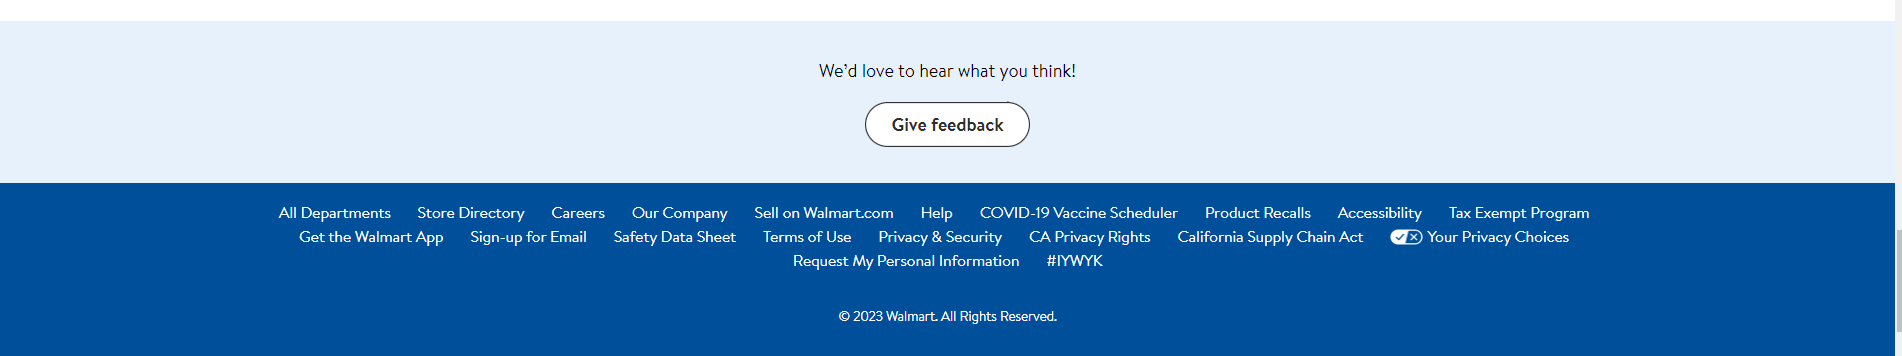 We'd love to hear what you think!
Give feedback
All Departments Store Directory Careers Our Company Sell on Walmart.com Help COVID-19 Vaccine Scheduler Product Recalls Accessibility Tax Exempt Program
Get the Walmart App Sign-up for Email Safety Data Sheet Terms of Use Privacy & Security CA Privacy Rights California Supply Chain Act Your Privacy Choices
Request My Personal Information #IYWYK
© 2023 Walmart. All Rights Reserved.